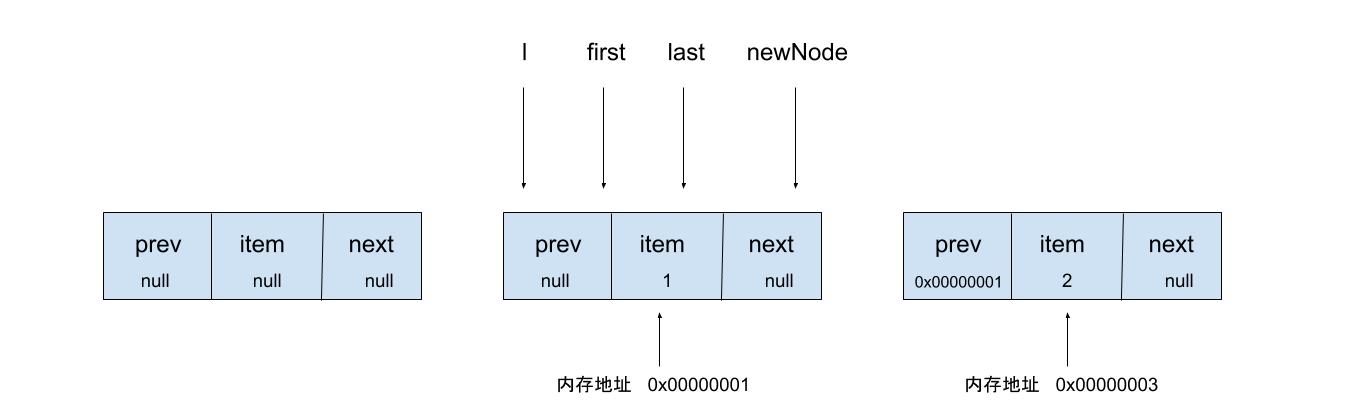 l first last newNode
prev item next prev item next prev item next
null null null null 1 null 0x00000001 2 null
内存地址 0x00000001 内存地址 0x00000003